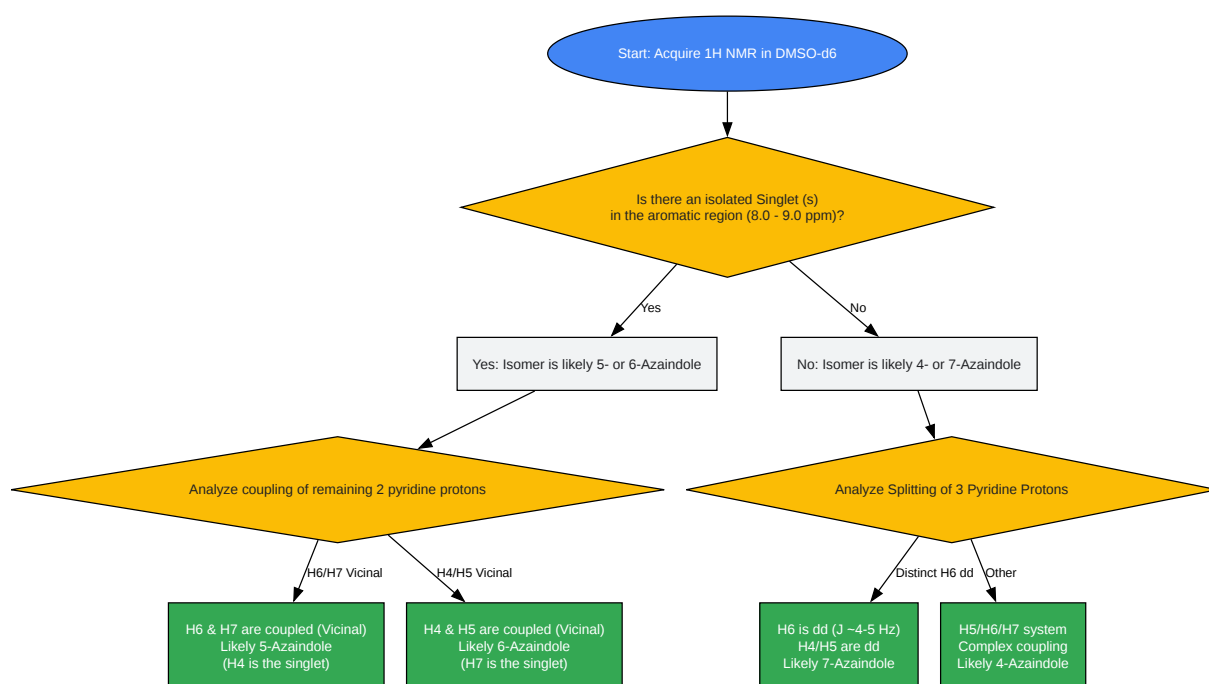 Start: Acquire 1H NMR in DMSO-d6
Is there an isolated Singlet (s)
in the aromatic region (8.0 - 9.0 ppm)?
Yes
No
Yes: Isomer is likely 5- or 6-Azaindole
No: Isomer is likely 4- or 7-Azaindole
Analyze coupling of remaining 2 pyridine protons
Analyze Splitting of 3 Pyridine Protons
H6/H7 Vicinal
H4/H5 Vicinal
Distinct H6 dd
Other
H6 & H7 are coupled (Vicinal)
Likely 5-Azaindole
(H4 is the singlet)
H4 & H5 are coupled (Vicinal)
Likely 6-Azaindole
(H7 is the singlet)
H6 is dd (J ~4-5 Hz)
H4/H5 are dd
Likely 7-Azaindole
H5/H6/H7 system
Complex coupling
Likely 4-Azaindole